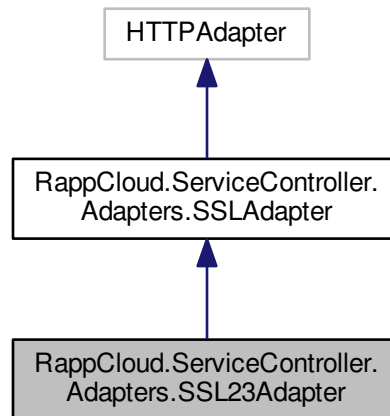 HTTPAdapter
RappCloud.ServiceController.
Adapters.SSLAdapter
RappCloud.ServiceController.
Adapters.SSL23Adapter